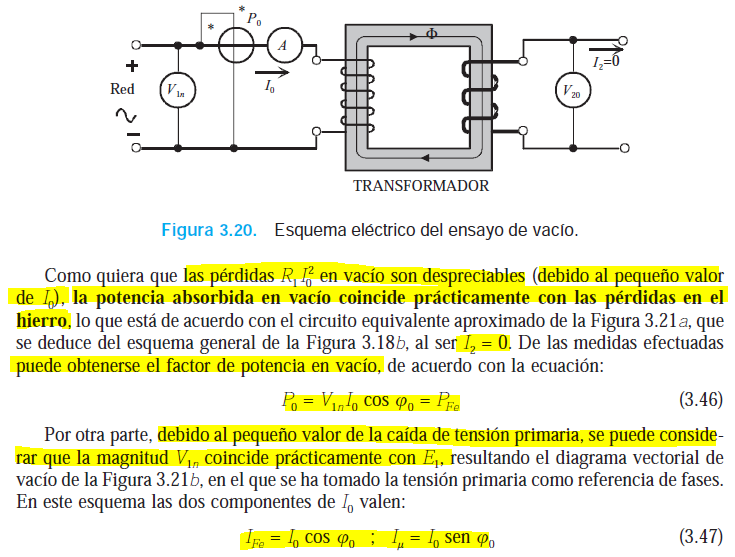 * * P0
A
Φ
I2=0
+
Red
V1n
I0
V20
−
TRANSFORMADOR
Figura 3.20. Esquema eléctrico del ensayo de vacío.
Como quiera que las pérdidas R1I0² en vacío son despreciables (debido al pequeño valor
de I0), la potencia absorbida en vacío coincide prácticamente con las pérdidas en el
hierro, lo que está de acuerdo con el circuito equivalente aproximado de la Figura 3.21a, que
se deduce del esquema general de la Figura 3.18b, al ser I2 = 0. De las medidas efectuadas
puede obtenerse el factor de potencia en vacío, de acuerdo con la ecuación:
P0 = V1nI0 cos φ0 = PFe (3.46)
Por otra parte, debido al pequeño valor de la caída de tensión primaria, se puede conside-
rar que la magnitud V1n coincide prácticamente con E1, resultando el diagrama vectorial de
vacío de la Figura 3.21b, en el que se ha tomado la tensión primaria como referencia de fases.
En este esquema las dos componentes de I0 valen:
IFe = I0 cos φ0 ; Iμ = I0 sen φ0 (3.47)